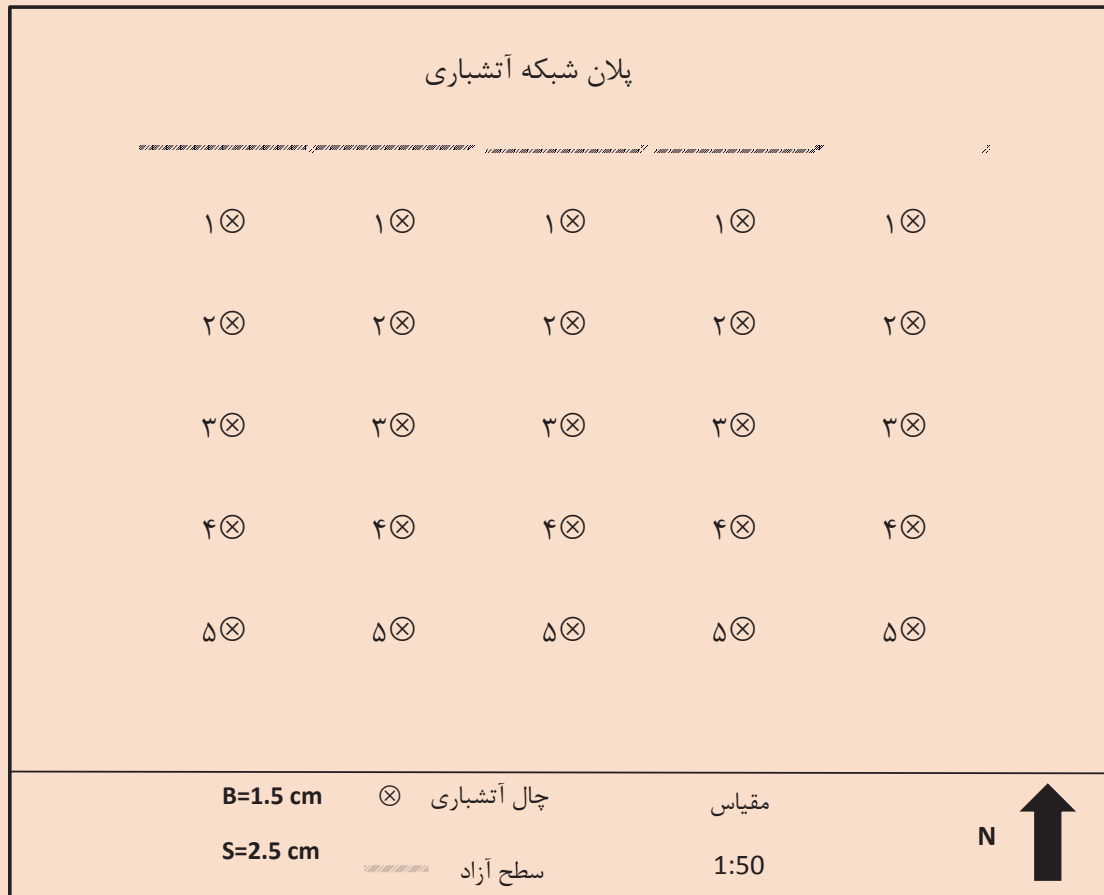 پلان شبکه آتشباری
۱⊗ ۱⊗ ۱⊗ ۱⊗ ۱⊗
۲⊗ ۲⊗ ۲⊗ ۲⊗ ۲⊗
۳⊗ ۳⊗ ۳⊗ ۳⊗ ۳⊗
۴⊗ ۴⊗ ۴⊗ ۴⊗ ۴⊗
۵⊗ ۵⊗ ۵⊗ ۵⊗ ۵⊗
B=1.5 cm
S=2.5 cm
⊗ چال آتشباری
سطح آزاد
مقیاس
1:50
N